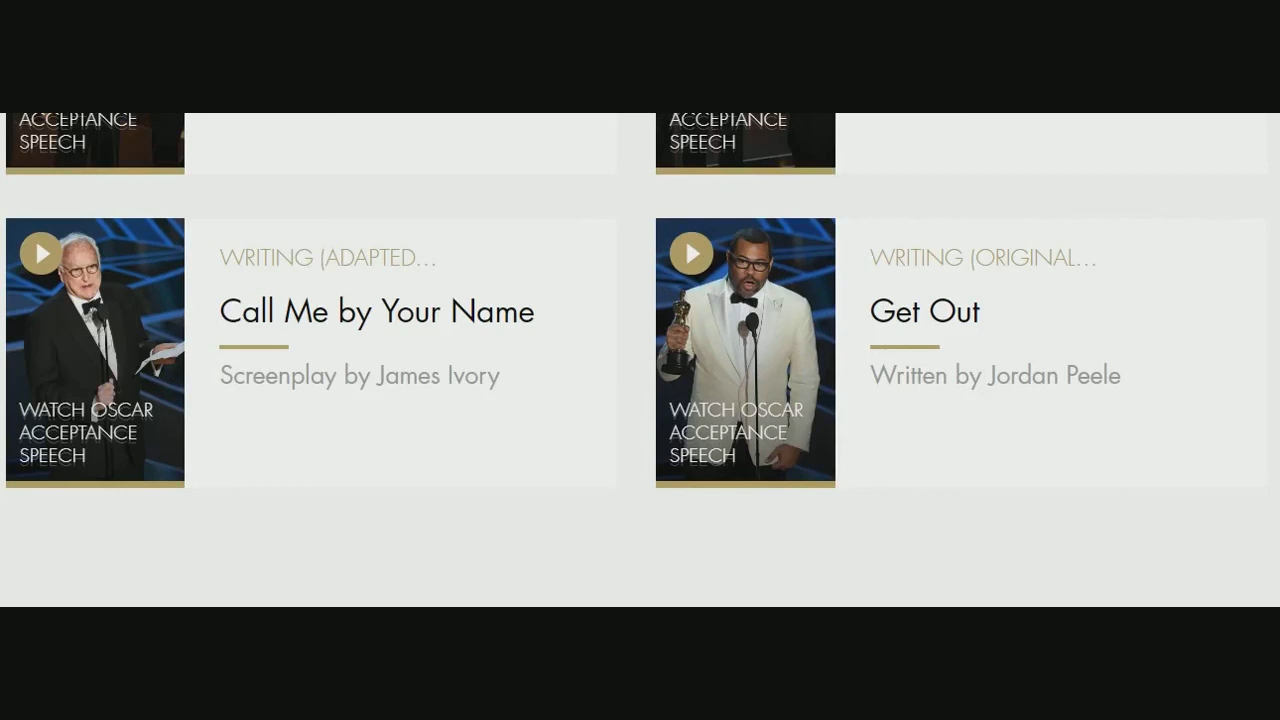 ACCEPTANCE
SPEECH
ACCEPTANCE
SPEECH
WRITING (ADAPTED...
Call Me by Your Name
Screenplay by James Ivory
WATCH OSCAR
ACCEPTANCE
SPEECH
WRITING (ORIGINAL...
Get Out
Written by Jordan Peele
WATCH OSCAR
ACCEPTANCE
SPEECH